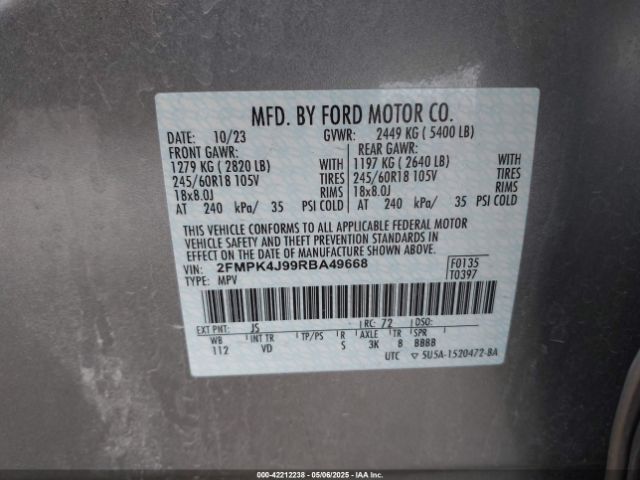 MFD. BY FORD MOTOR CO.
DATE: 10/23 GVWR: 2449 KG ( 5400 LB)
FRONT GAWR: REAR GAWR:
1279 KG ( 2820 LB) WITH 1197 KG ( 2640 LB) WITH
245/60R18 105V TIRES 245/60R18 105V TIRES
18x8.0J RIMS 18x8.0J RIMS
AT 240 kPa/ 35 PSI COLD AT 240 kPa/ 35 PSI COLD
THIS VEHICLE CONFORMS TO ALL APPLICABLE FEDERAL MOTOR
VEHICLE SAFETY AND THEFT PREVENTION STANDARDS IN
EFFECT ON THE DATE OF MANUFACTURE SHOWN ABOVE.
VIN: 2FMPK4J99RBA49668 F0135
TYPE: MPV T0397
EXT PNT: JS RC: 72 DSO:
WB INT TR TP/PS R AXLE TR SPR
112 VD S 3K 8 BBBB
UTC ▽ 5U5A-1520472-BA
000-42212238 - 05/06/2025 - IAA Inc.